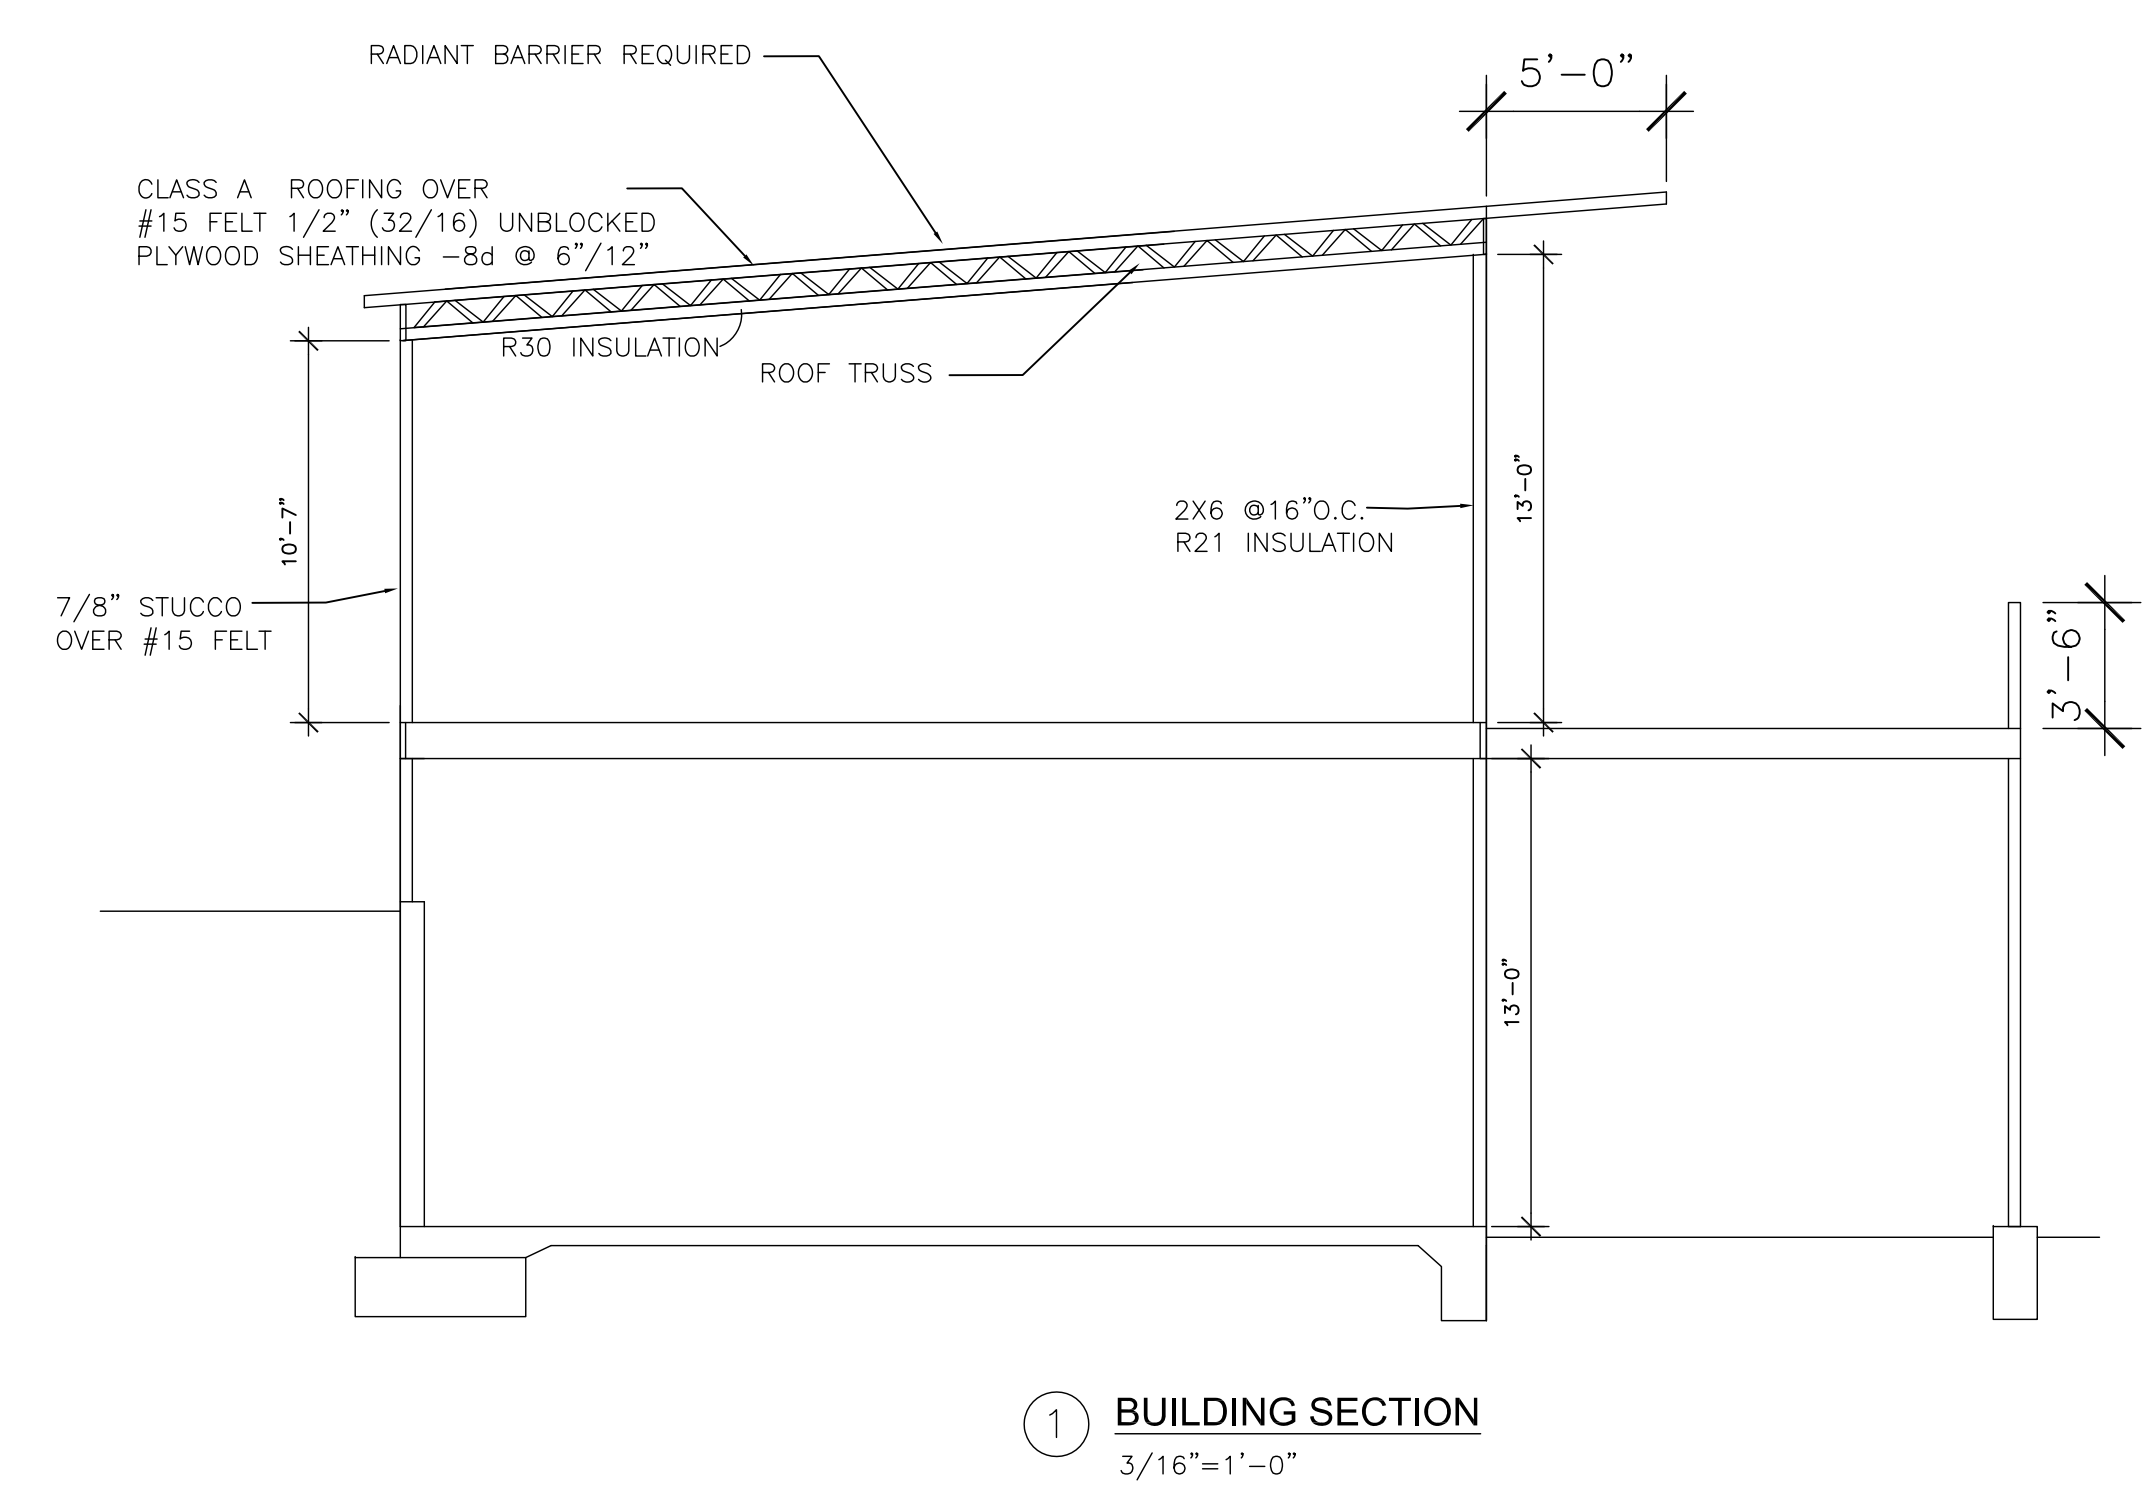 RADIANT BARRIER REQUIRED
5'-0"
CLASS A ROOFING OVER
#15 FELT 1/2" (32/16) UNBLOCKED
PLYWOOD SHEATHING -8d @ 6"/12"
R30 INSULATION
ROOF TRUSS
10'-7"
13'-0"
2X6 @16"O.C.
R21 INSULATION
7/8" STUCCO
OVER #15 FELT
3'-6"
13'-0"
1
BUILDING SECTION
3/16"=1'-0"